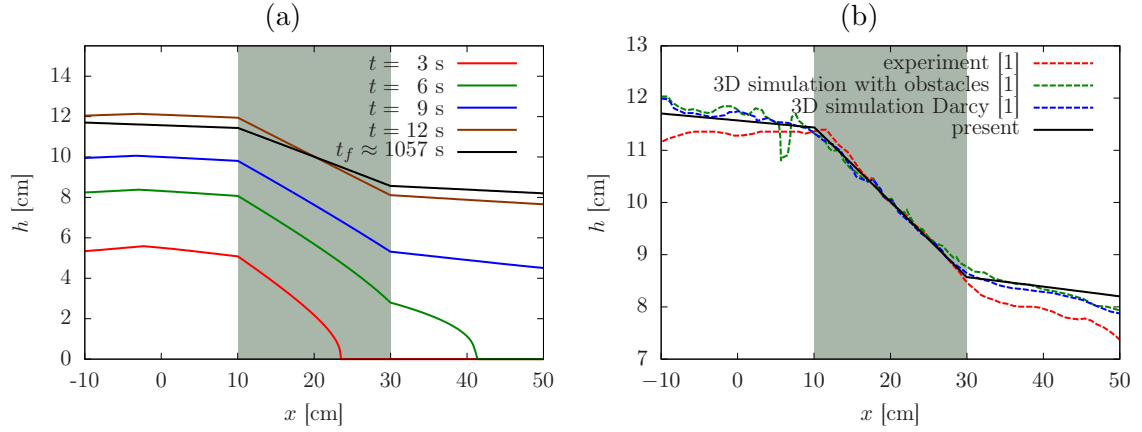 (a)
h [cm]
14
12
10
8
6
4
2
0
-10
0
10
20
30
40
50
x [cm]
t = 3 s
t = 6 s
t = 9 s
t = 12 s
t_f ≈ 1057 s
(b)
h [cm]
13
12
11
10
9
8
7
−10
0
10
20
30
40
50
x [cm]
experiment [1]
3D simulation with obstacles [1]
3D simulation Darcy [1]
present